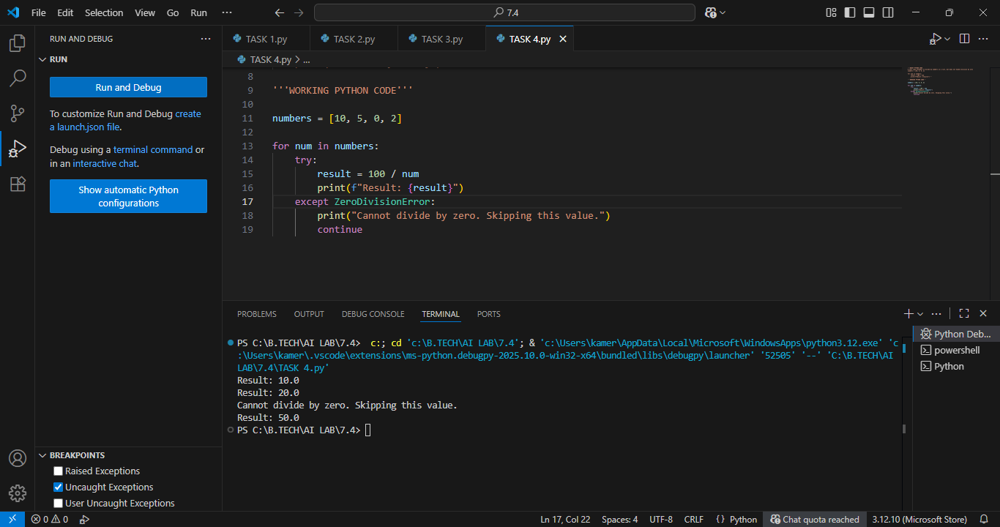 File Edit Selection View Go Run ··· 7.4
RUN AND DEBUG ···
RUN
Run and Debug
To customize Run and Debug create
a launch.json file.
Debug using a terminal command or
in an interactive chat.
Show automatic Python
configurations
BREAKPOINTS
Raised Exceptions
Uncaught Exceptions
User Uncaught Exceptions
TASK 1.py TASK 2.py TASK 3.py TASK 4.py
TASK 4.py > ...
8
9 '''WORKING PYTHON CODE'''
10
11 numbers = [10, 5, 0, 2]
12
13 for num in numbers:
14 try:
15 result = 100 / num
16 print(f"Result: {result}")
17 except ZeroDivisionError:
18 print("Cannot divide by zero. Skipping this value.")
19 continue
PROBLEMS OUTPUT DEBUG CONSOLE TERMINAL PORTS
PS C:\B.TECH\AI LAB\7.4> c:; cd 'c:\B.TECH\AI LAB\7.4'; & 'c:\Users\kamer\AppData\Local\Microsoft\WindowsApps\python3.12.exe' 'c
:\Users\kamer\.vscode\extensions\ms-python.debugpy-2025.10.0-win32-x64\bundled\libs\debugpy\launcher' '52505' '--' 'C:\B.TECH\AI
LAB\7.4\TASK 4.py'
Result: 10.0
Result: 20.0
Cannot divide by zero. Skipping this value.
Result: 50.0
PS C:\B.TECH\AI LAB\7.4>
Python Deb...
powershell
Python
0 0 Ln 17, Col 22 Spaces: 4 UTF-8 CRLF {} Python Chat quota reached 3.12.10 (Microsoft Store)